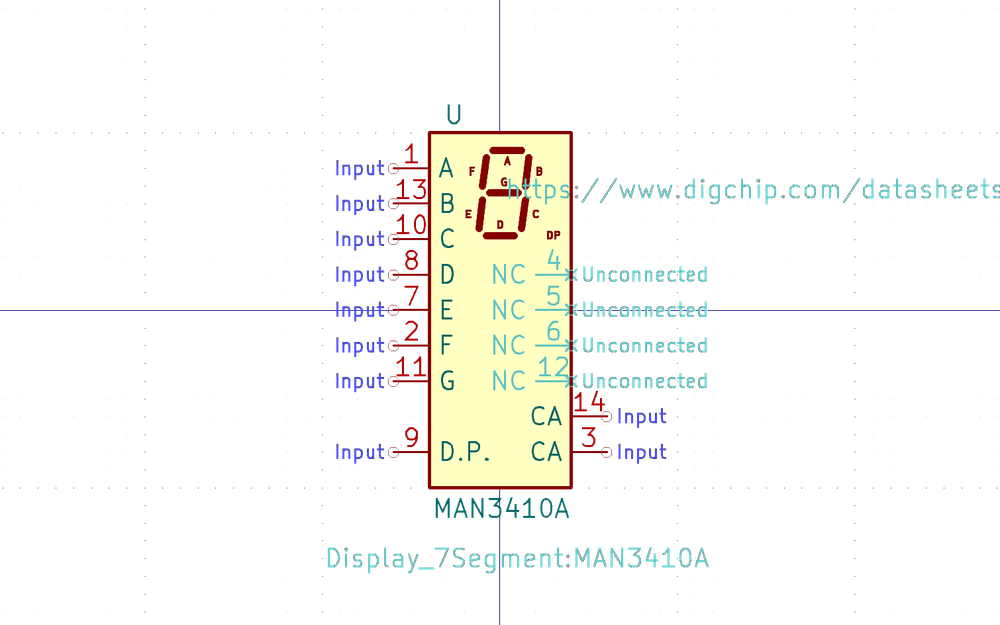 U
Input 1 A
Input 13 B
Input 10 C
Input 8 D
Input 7 E
Input 2 F
Input 11 G
Input 9 D.P.
A
F B
G
E C
D
DP
https://www.digchip.com/datasheets
NC 4 Unconnected
NC 5 Unconnected
NC 6 Unconnected
NC 12 Unconnected
CA 14 Input
CA 3 Input
MAN3410A
Display_7Segment:MAN3410A